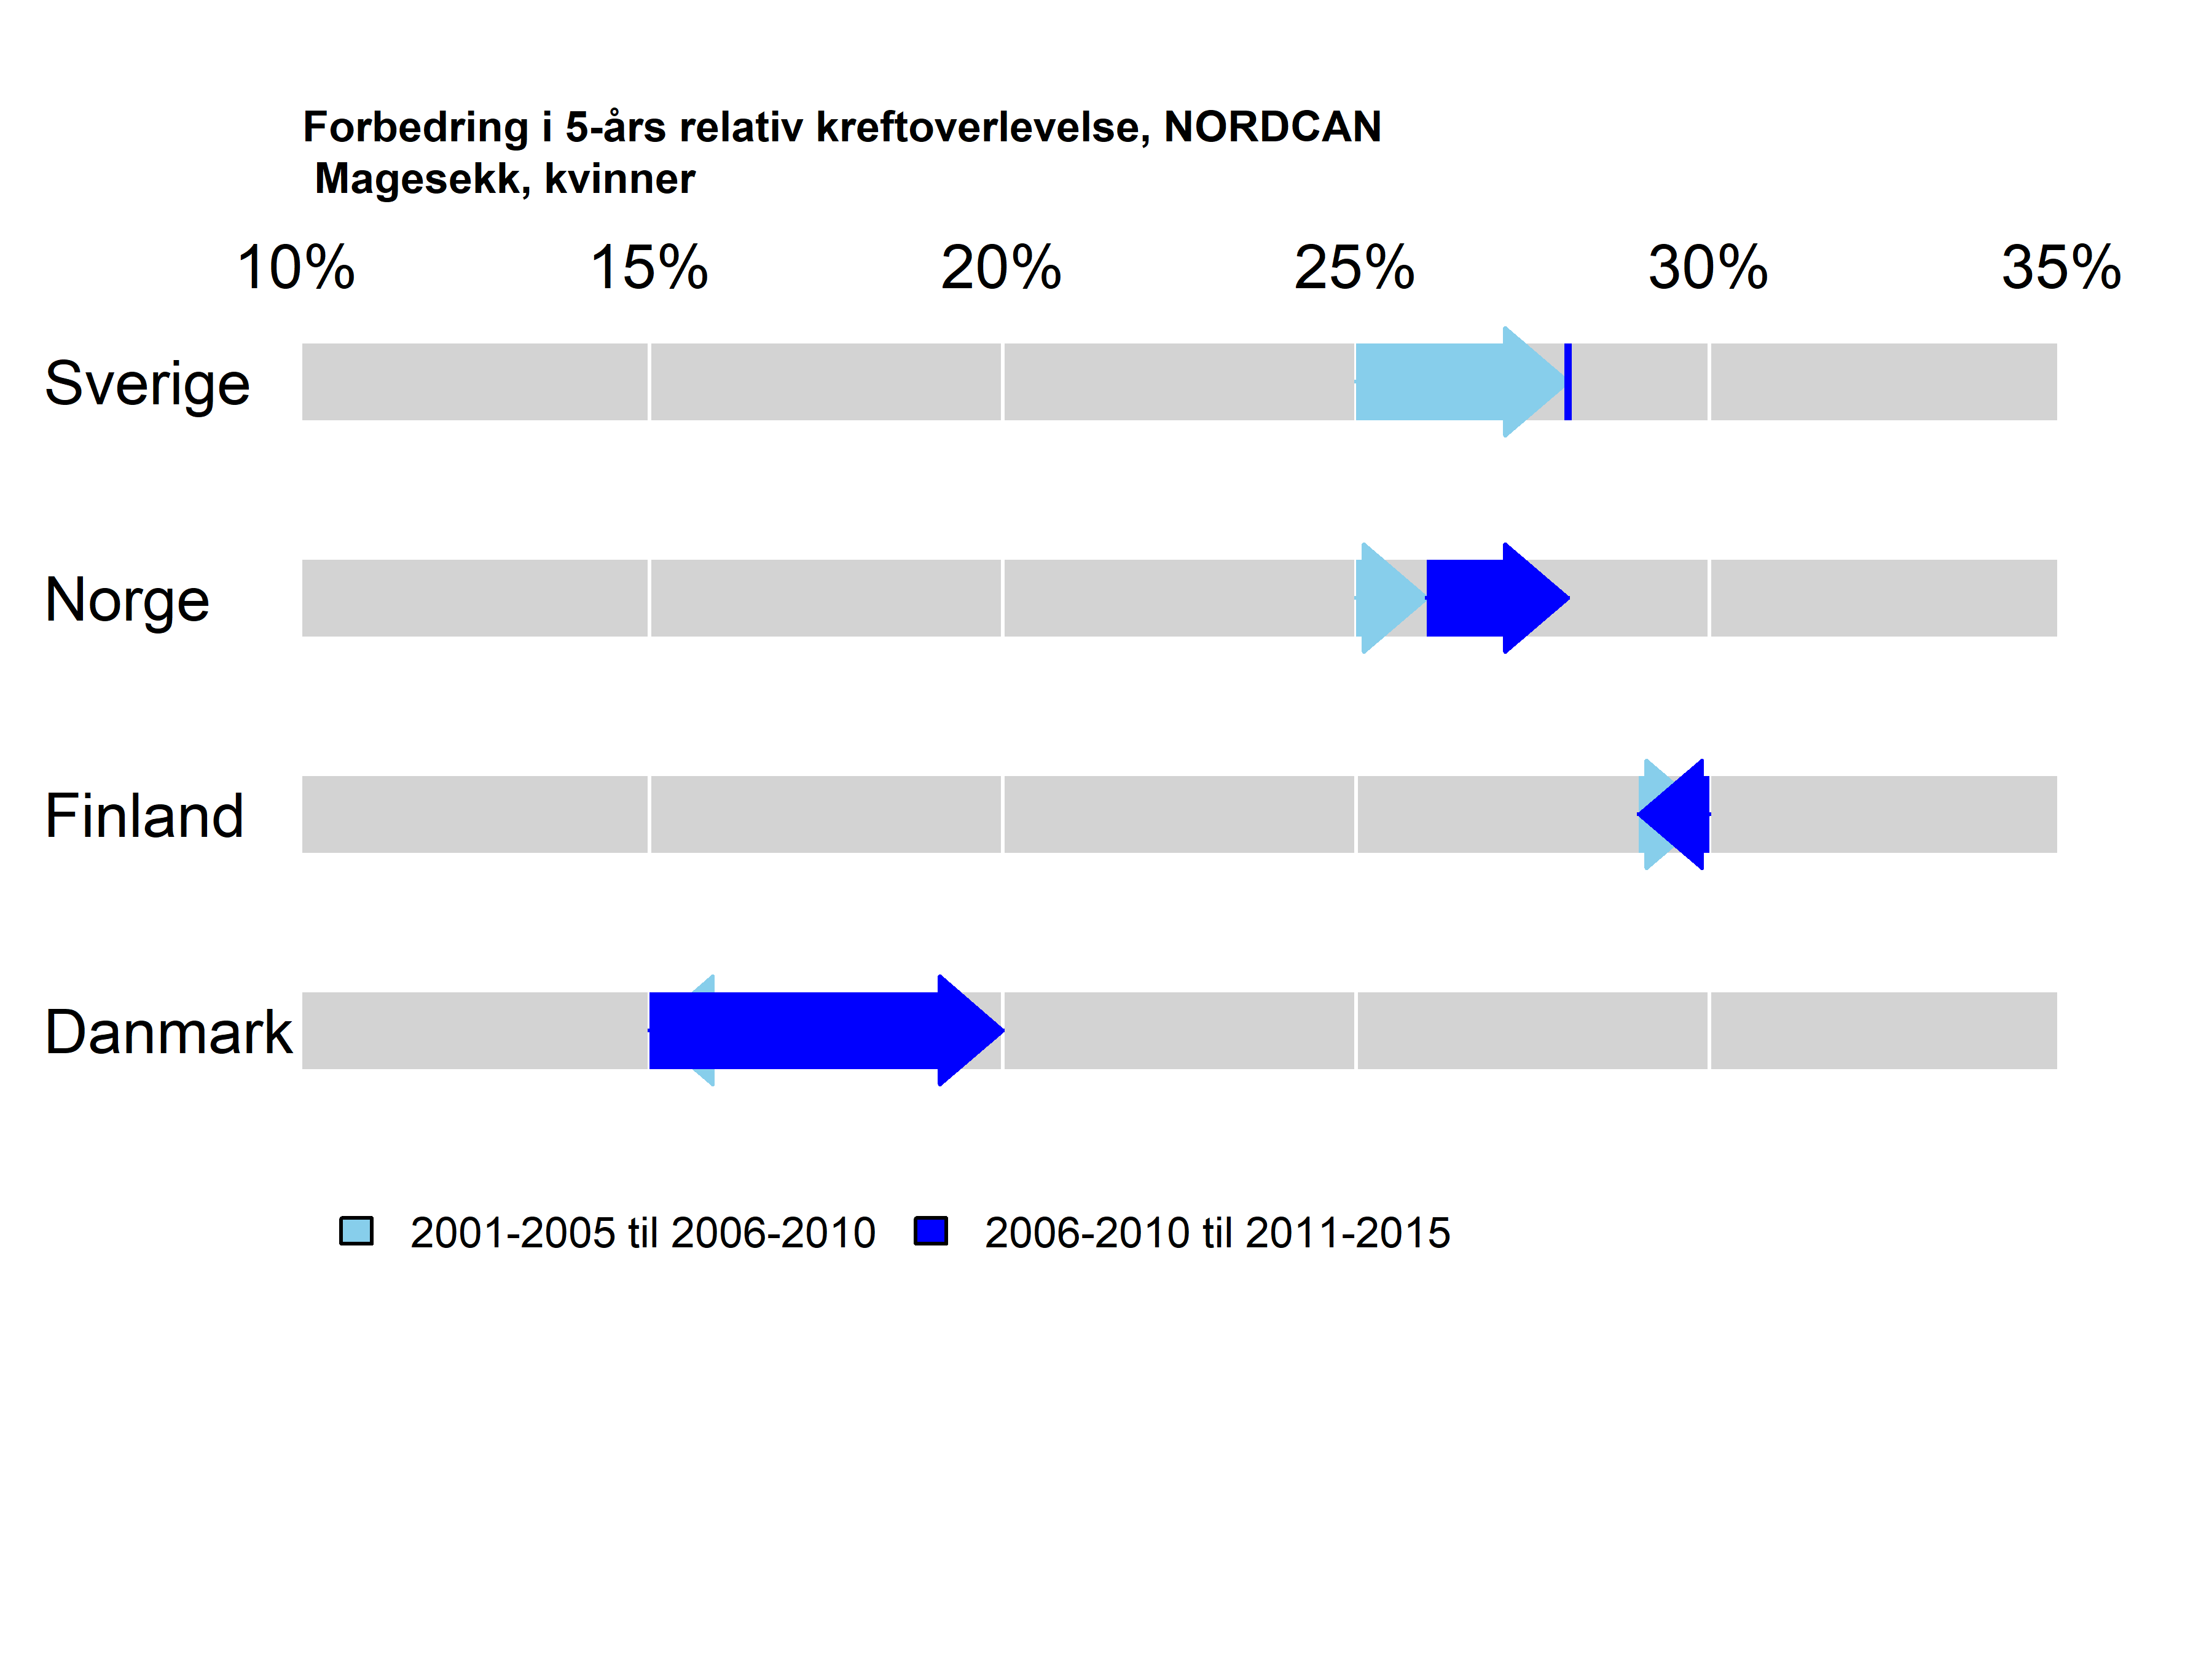 Forbedring i 5-års relativ kreftoverlevelse, NORDCAN
Magesekk, kvinner
10% 15% 20% 25% 30% 35%
Sverige
Norge
Finland
Danmark
2001-2005 til 2006-2010 2006-2010 til 2011-2015